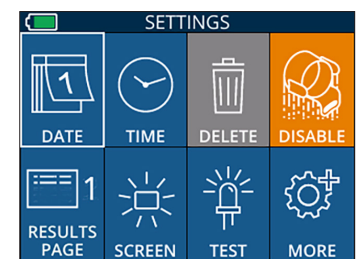 SETTINGS
1
DATE
TIME
DELETE
DISABLE
1
RESULTS
PAGE
SCREEN
TEST
MORE